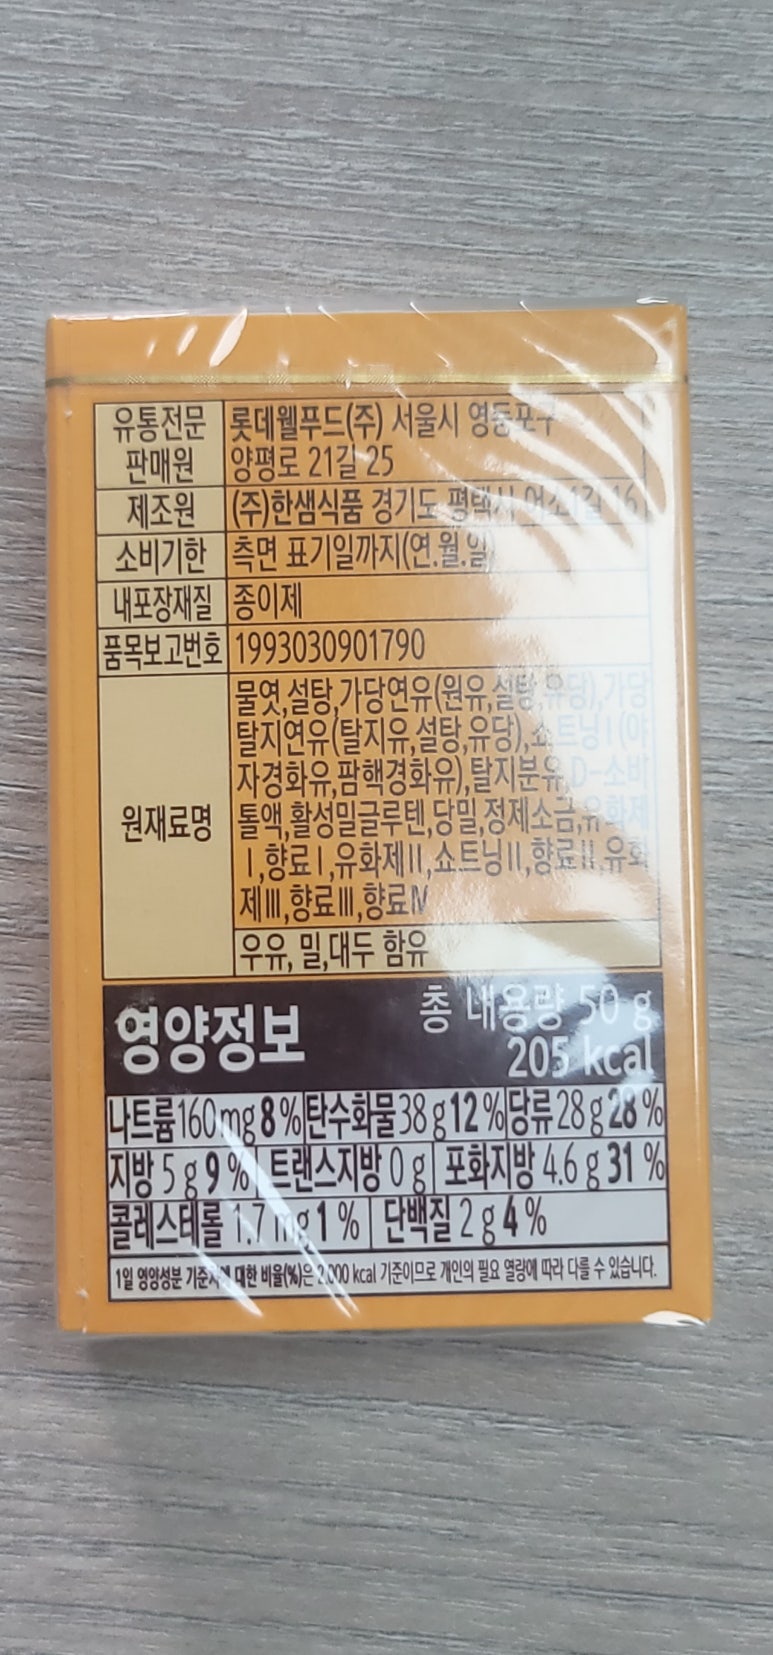 유통전문 롯데웰푸드(주) 서울시 영등포구
판매원 양평로 21길 25
제조원 (주)한샘식품 경기도 평택시 어소1길 16
소비기한 측면 표기일까지(연.월.일)
내포장재질 종이제
품목보고번호 1993030901790
물엿,설탕,가당연유(원유,설탕,유당),가당
탈지연유(탈지유,설탕,유당),쇼트닝Ⅰ(야
자경화유,팜핵경화유),탈지분유,D-소비
원재료명 톨액,활성밀글루텐,당밀,정제소금,유화제
Ⅰ,향료Ⅰ,유화제Ⅱ,쇼트닝Ⅱ,향료Ⅱ,유화
제Ⅲ,향료Ⅲ,향료Ⅳ
우유, 밀,대두 함유
영양정보 총 내용량 50 g
205 kcal
나트륨 160 mg 8 % 탄수화물 38 g 12 % 당류 28 g 28 %
지방 5 g 9 % 트랜스지방 0 g 포화지방 4.6 g 31 %
콜레스테롤 1.7 mg 1 % 단백질 2 g 4 %
1일 영양성분 기준치에 대한 비율(%)은 2,000 kcal 기준이므로 개인의 필요 열량에 따라 다를 수 있습니다.